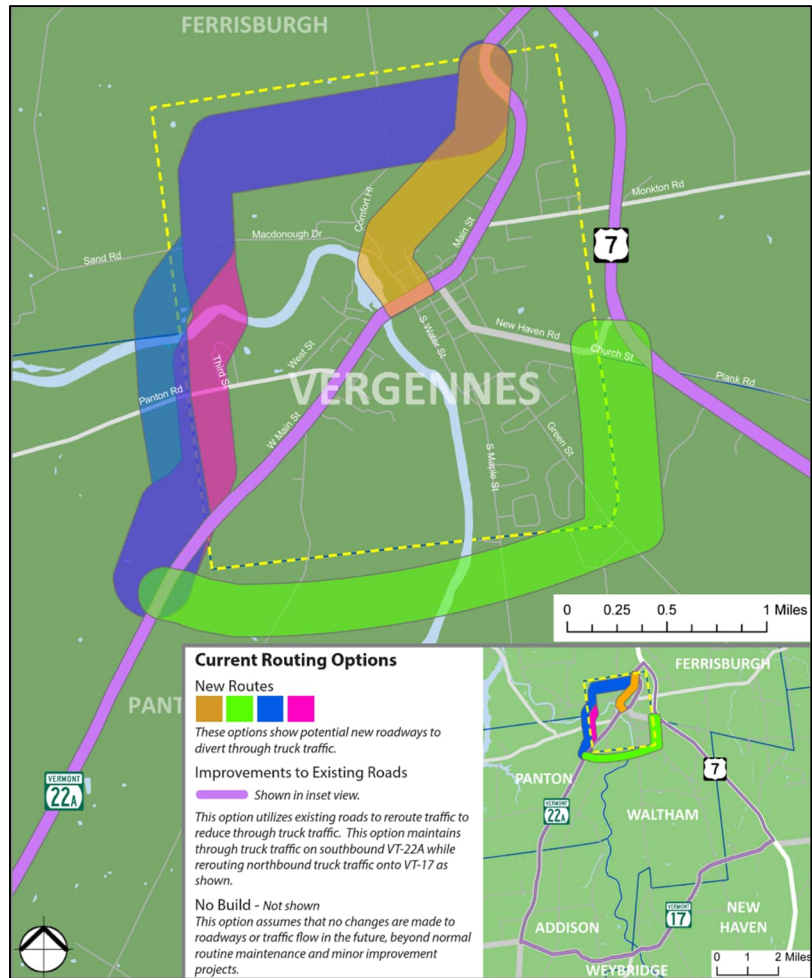 FERRISBURGH
Monkton Rd
Comfort Hl
Main St
7
Macdonough Dr
Sand Rd
S Water St
New Haven Rd
Church St
Plank Rd
Third St
West St
Panton Rd
VERGENNES
W Main St
Green St
S Maple St
0 0.25 0.5 1 Miles
PANT
VERMONT
22A
Current Routing Options
New Routes
These options show potential new roadways to
divert through truck traffic.
Improvements to Existing Roads
Shown in inset view.
This option utilizes existing roads to reroute traffic to
reduce through truck traffic. This option maintains
through truck traffic on southbound VT-22A while
rerouting northbound truck traffic onto VT-17 as
shown.
No Build - Not shown
This option assumes that no changes are made to
roadways or traffic flow in the future, beyond normal
routine maintenance and minor improvement
projects.
FERRISBURGH
7
PANTON
VERMONT
22A
WALTHAM
VERMONT
17
NEW
HAVEN
ADDISON
WEYBRIDGE
0 1 2 Miles